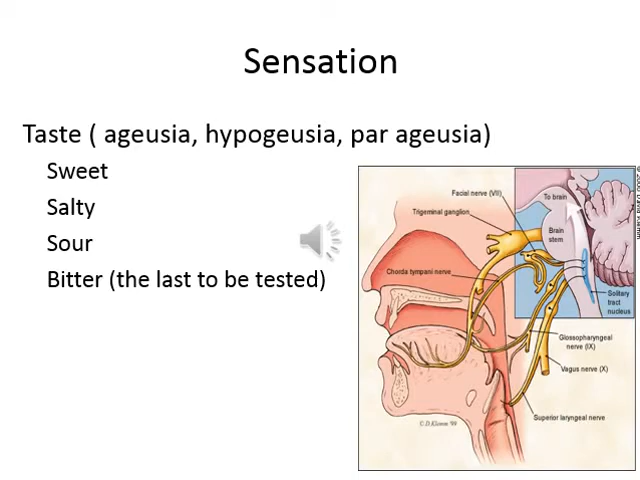 Sensation
Taste ( ageusia, hypogeusia, par ageusia)
Sweet
Salty
Sour
Bitter (the last to be tested)
Facial nerve (VII)
To brain
Trigeminal ganglion
Brain
stem
Chorda tympani nerve
Solitary
tract
nucleus
Glossopharyngeal
nerve (IX)
Vagus nerve (X)
Superior laryngeal nerve
© D.Klemm '99